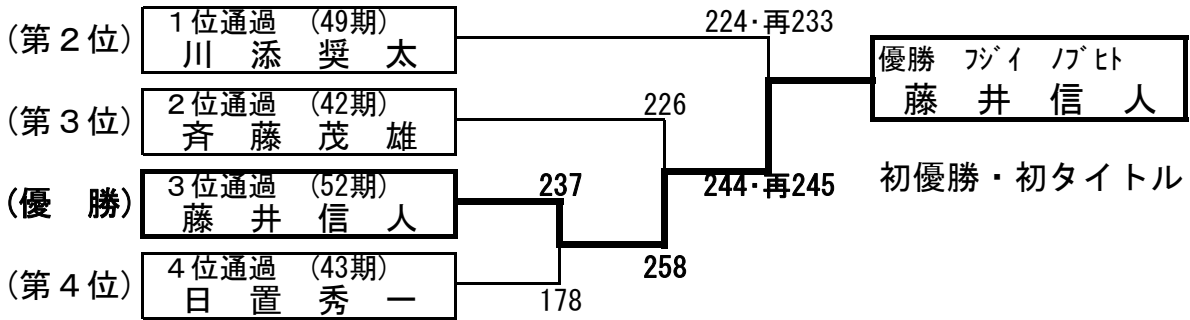 (第２位)
１位通過 (49期)
川 添 奨 太
224･再233
優勝 ﾌｼﾞｲ ﾉﾌﾞﾋﾄ
藤 井 信 人
(第３位)
２位通過 (42期)
斉 藤 茂 雄
226
(優 勝)
３位通過 (52期)
藤 井 信 人
237
244･再245
初優勝・初タイトル
(第４位)
４位通過 (43期)
日 置 秀 一
178
258